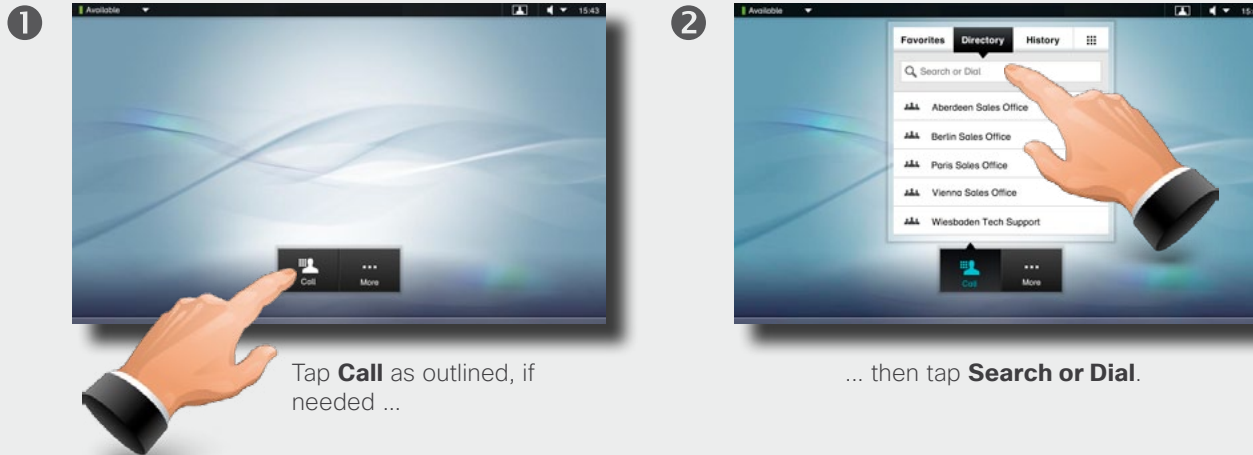 1
Available
15:43
Call
More
Tap Call as outlined, if
needed ...
2
Available
Favorites Directory History
Search or Dial
Aberdeen Sales Office
Berlin Sales Office
Paris Sales Office
Vienna Sales Office
Wiesbaden Tech Support
Call
More
... then tap Search or Dial.